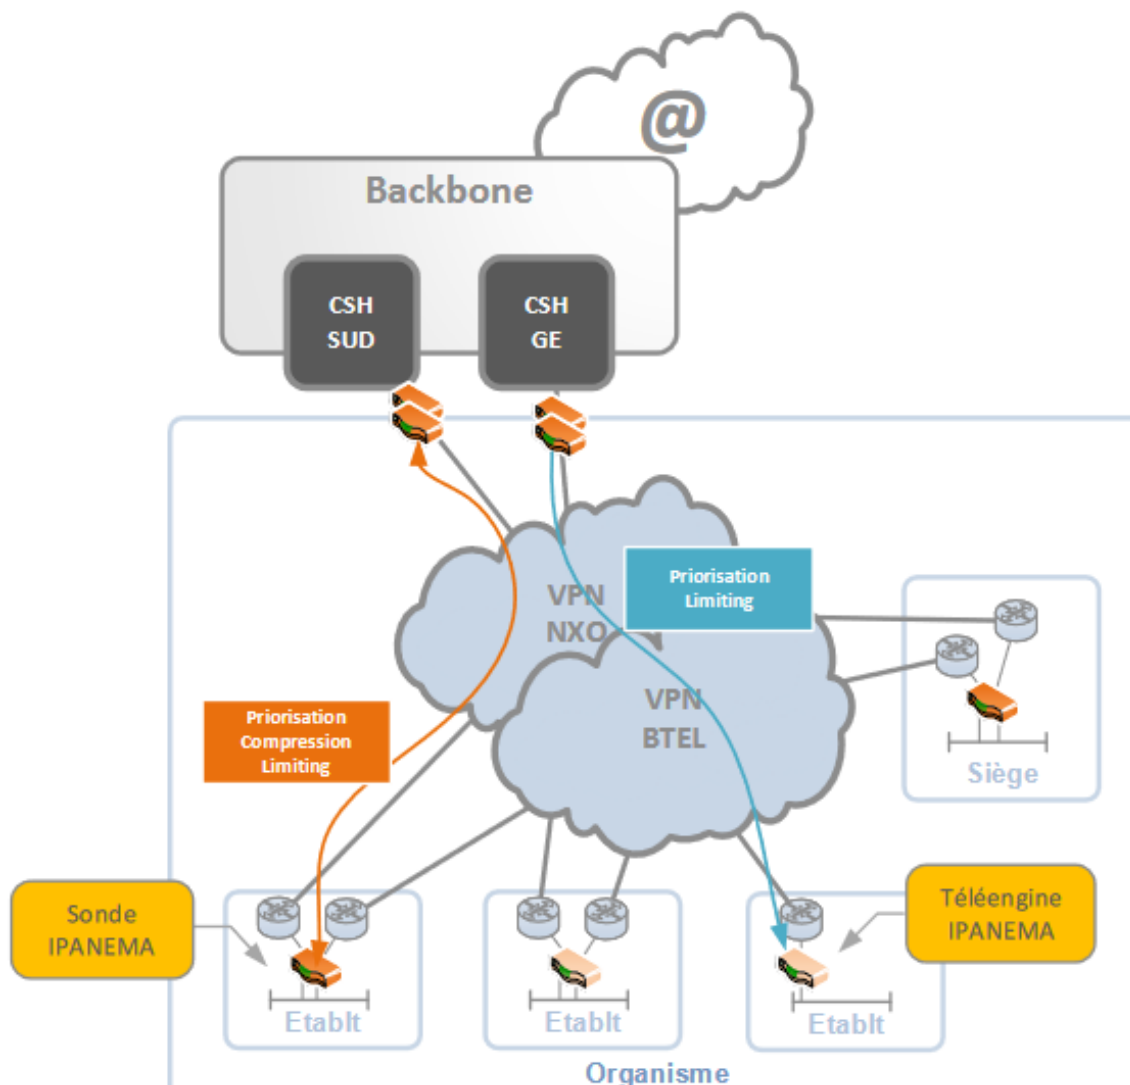 @
Backbone
CSH
SUD
CSH
GE
VPN
NXO
Priorisation
Limiting
VPN
BTEL
Priorisation
Compression
Limiting
Siège
Sonde
IPANEMA
Téléengine
IPANEMA
Etablt
Etablt
Etablt
Organisme